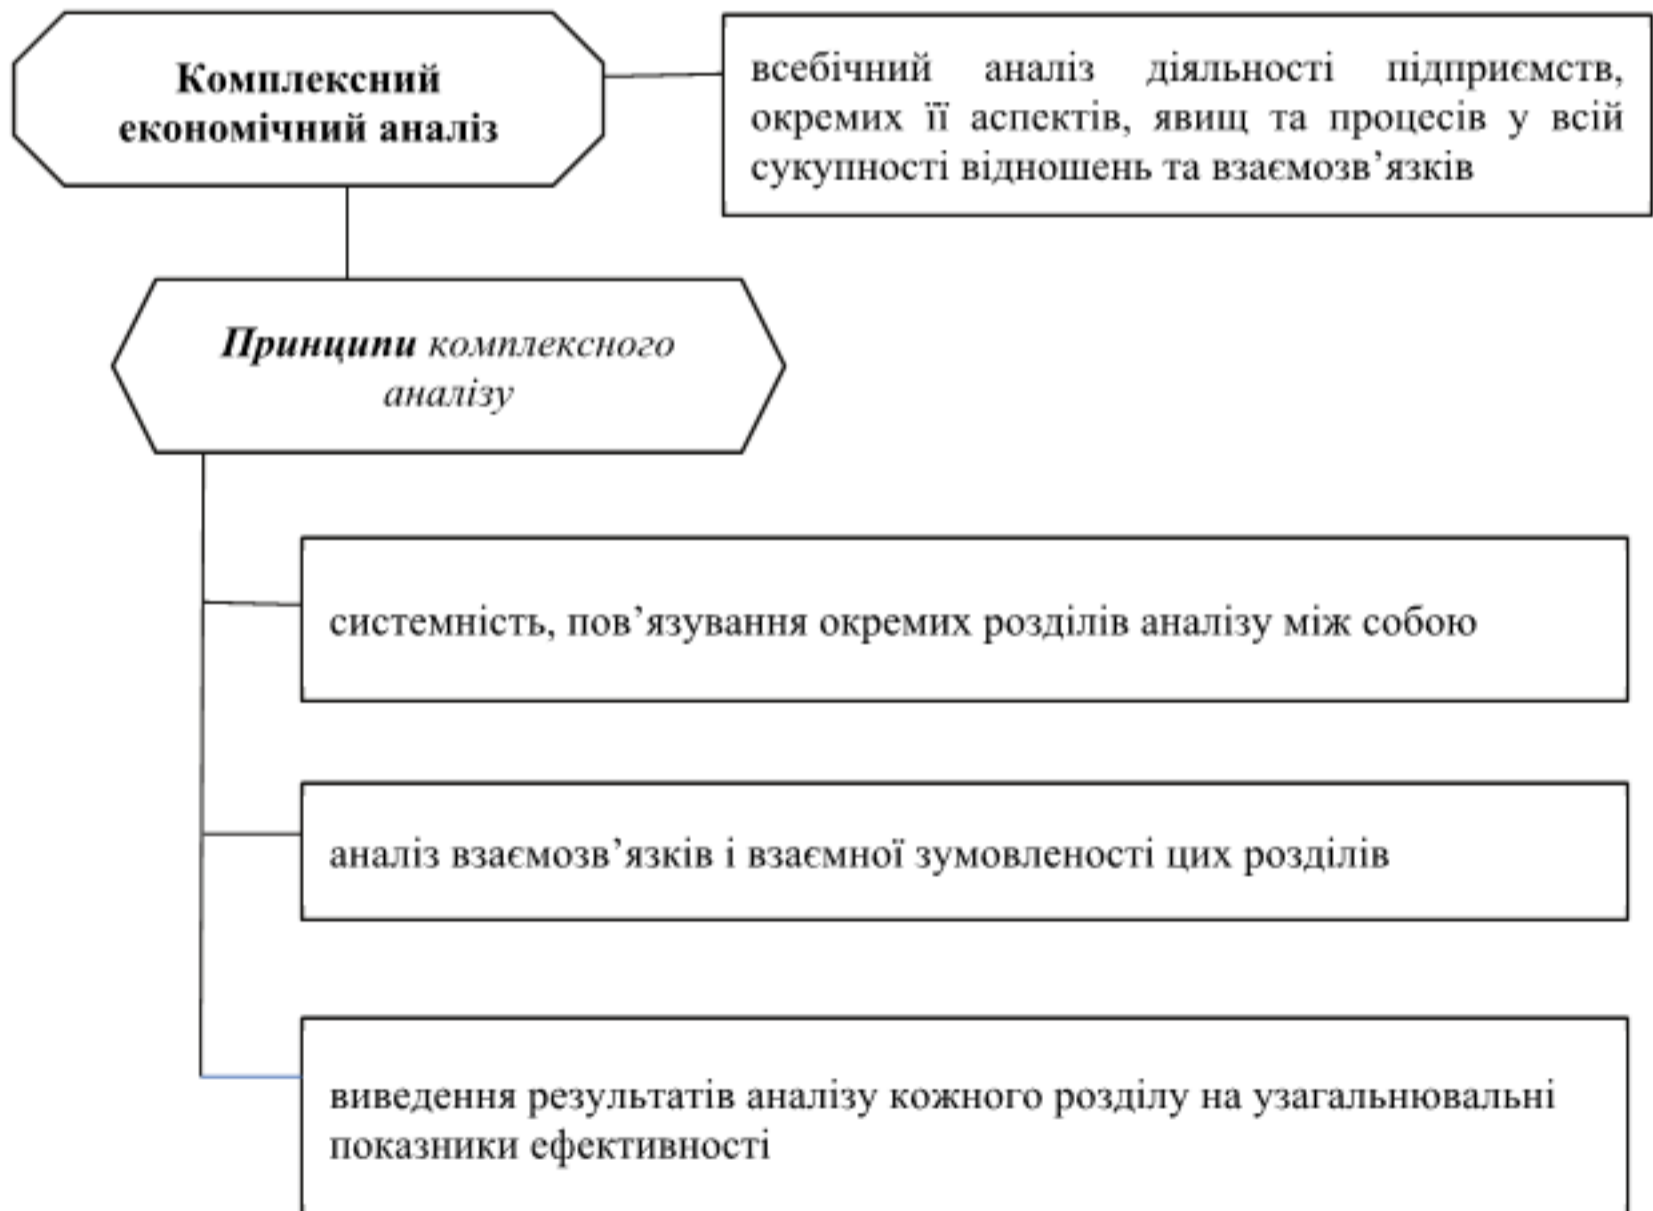 Комплексний
економічний аналіз
всебічний аналіз діяльності підприємств,
окремих її аспектів, явищ та процесів у всій
сукупності відношень та взаємозв’язків
Принципи комплексного
аналізу
системність, пов’язування окремих розділів аналізу між собою
аналіз взаємозв’язків і взаємної зумовленості цих розділів
виведення результатів аналізу кожного розділу на узагальнювальні
показники ефективності